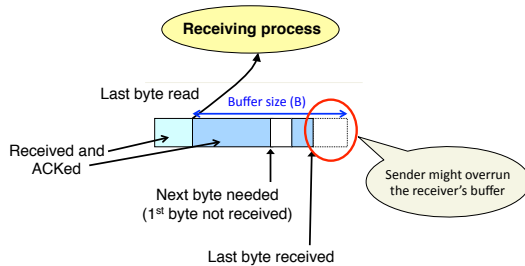 Receiving process
Last byte read
Buffer size (B)
Received and
ACKed
Sender might overrun
the receiver's buffer
Next byte needed
(1st byte not received)
Last byte received